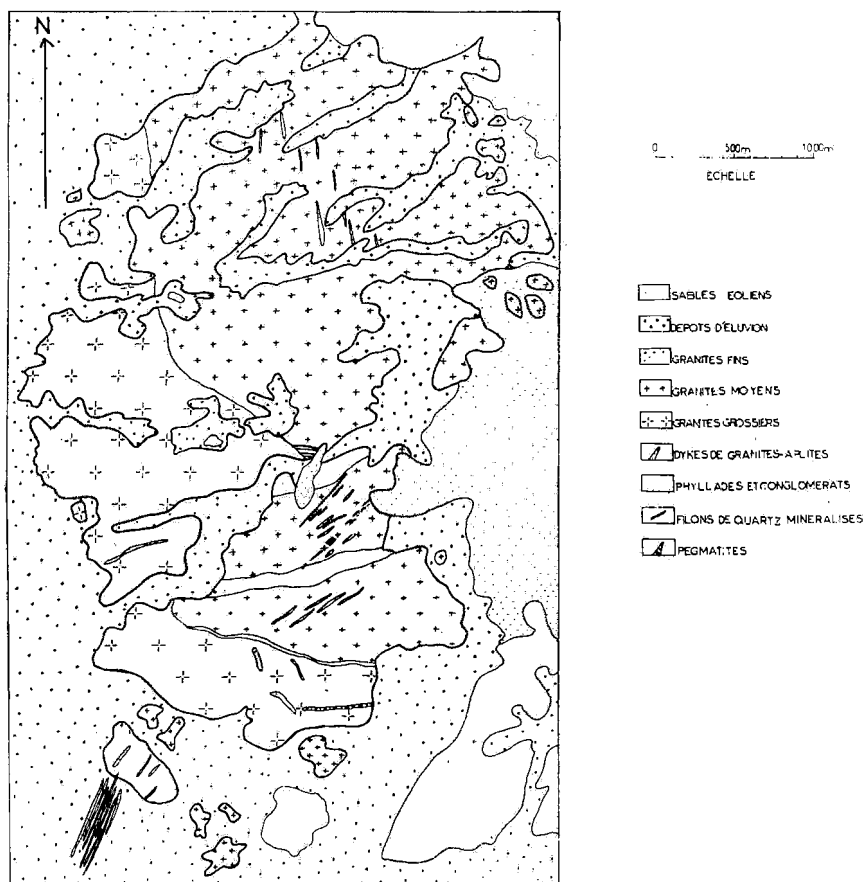 N
0 500m 1000m
ECHELLE
SABLES EOLIENS
DEPOTS D'ELUVION
GRANITES FINS
GRANITES MOYENS
GRANITES GROSSIERS
DYKES DE GRANITES-APLITES
PHYLLADES ET CONGLOMERATS
FILONS DE QUARTZ MINERALISES
PEGMATITES